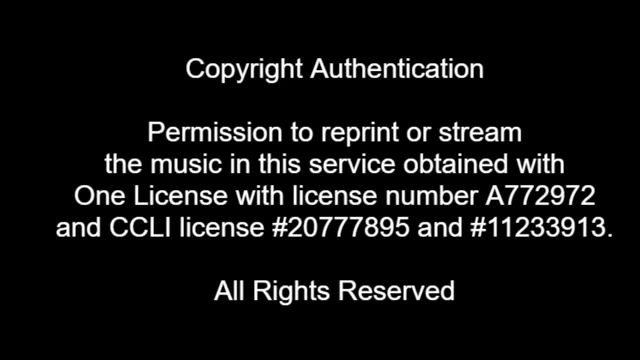 Copyright Authentication
Permission to reprint or stream
the music in this service obtained with
One License with license number A772972
and CCLI license #20777895 and #11233913.
All Rights Reserved